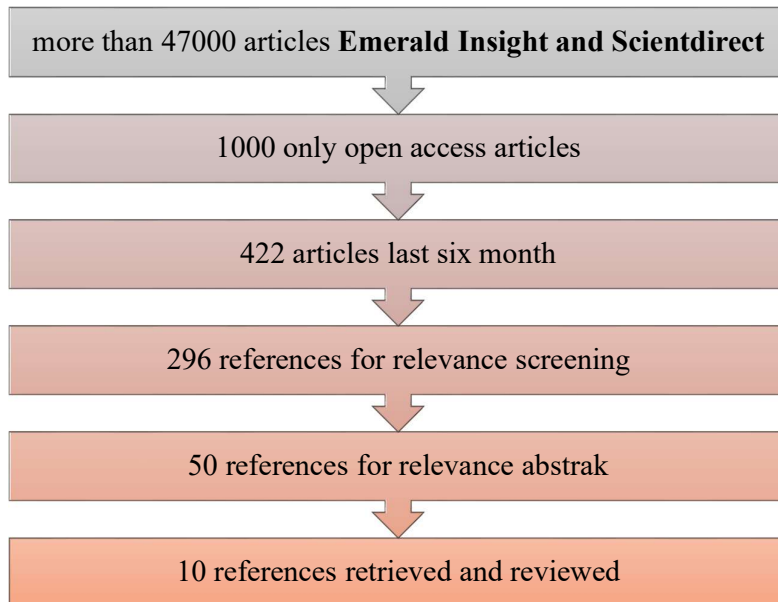 more than 47000 articles Emerald Insight and Scientdirect
1000 only open access articles
422 articles last six month
296 references for relevance screening
50 references for relevance abstrak
10 references retrieved and reviewed